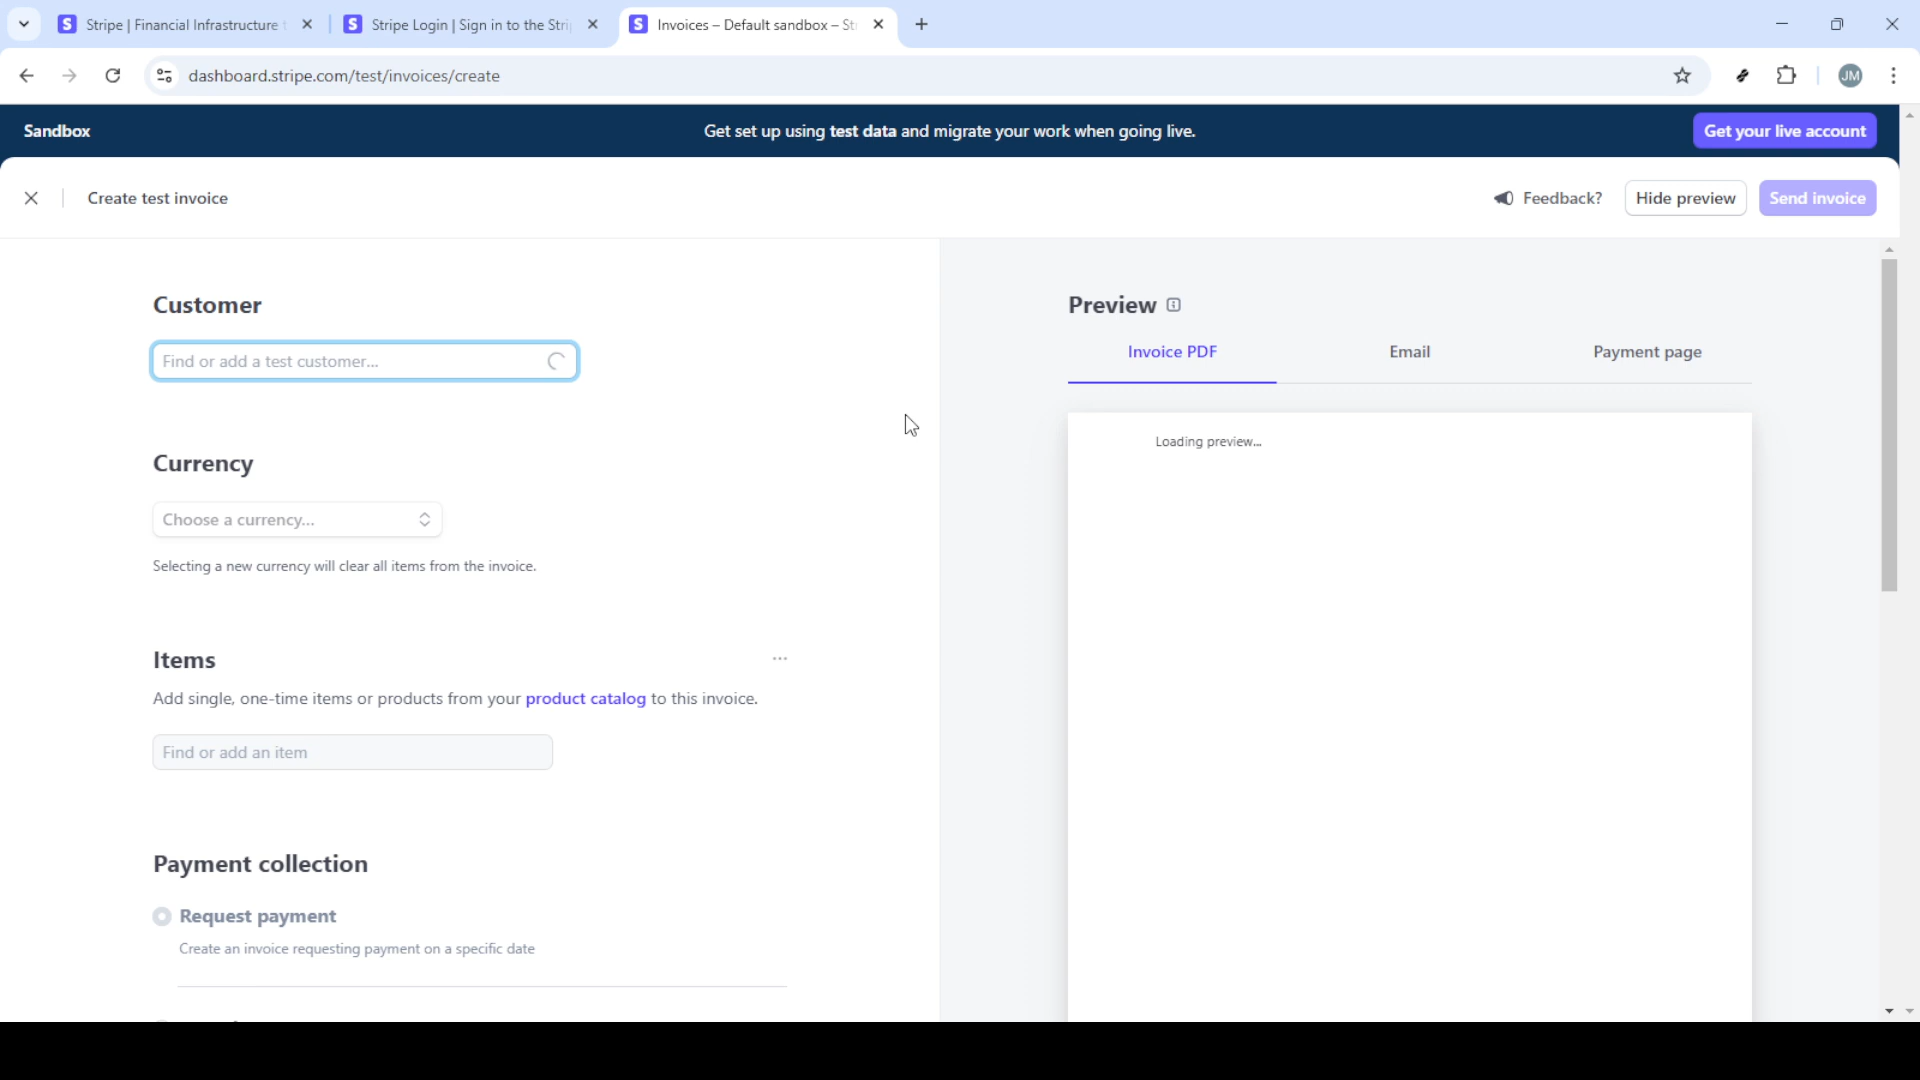 Stripe | Financial Infrastructure t
Stripe Login | Sign in to the Stri
Invoices – Default sandbox – St
dashboard.stripe.com/test/invoices/create
JM
Sandbox
Get set up using test data and migrate your work when going live.
Get your live account
Create test invoice
Feedback?
Hide preview
Send invoice
Customer
Find or add a test customer...
Currency
Choose a currency...
Selecting a new currency will clear all items from the invoice.
Items
Add single, one-time items or products from your product catalog to this invoice.
Find or add an item
Payment collection
Request payment
Create an invoice requesting payment on a specific date
Preview
Invoice PDF
Email
Payment page
Loading preview...